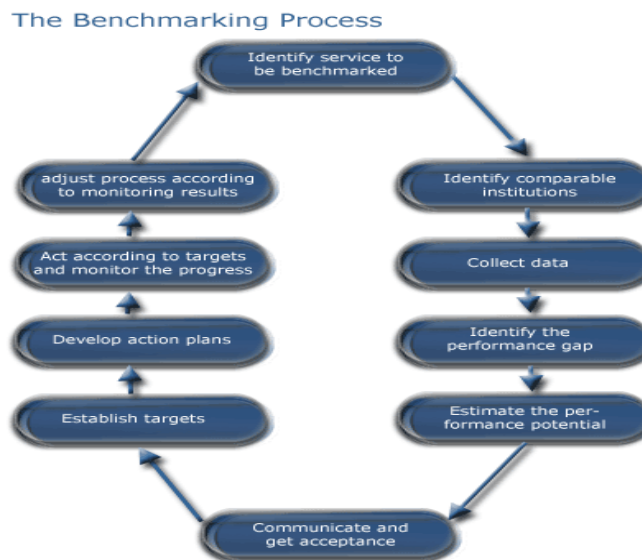 The Benchmarking Process
Identify service to
be benchmarked
Identify comparable
institutions
Collect data
Identify the
performance gap
Estimate the per-
formance potential
Communicate and
get acceptance
Establish targets
Develop action plans
Act according to targets
and monitor the progress
adjust process according
to monitoring results